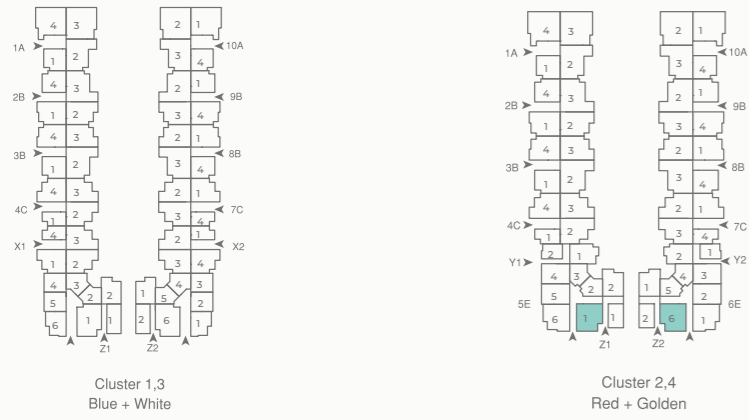 4 3 2 1
1A 10A
1 2 3 4
4 3 2 1
2B 9B
1 2 3 4
4 3 2 1
3B 8B
1 2 3 4
4 3 2 1
4C 7C
1 2 3 4
4 3 2 1
X1 X2
1 2 3 4
4 3 2 2 1 5 4 3
5 2
6 1 1 2 6 1
Z1 Z2
Cluster 1,3
Blue + White
4 3 2 1
1A 10A
1 2 3 4
4 3 2 1
2B 9B
1 2 3 4
4 3 2 1
3B 8B
1 2 3 4
4 3 2 1
4C 7C
1 2 3 4
2 1 2 1
Y1 Y2
4 3 2 2 1 5 4 3
5 2
5E 6E
6 1 1 2 6 1
Z1 Z2
Cluster 2,4
Red + Golden